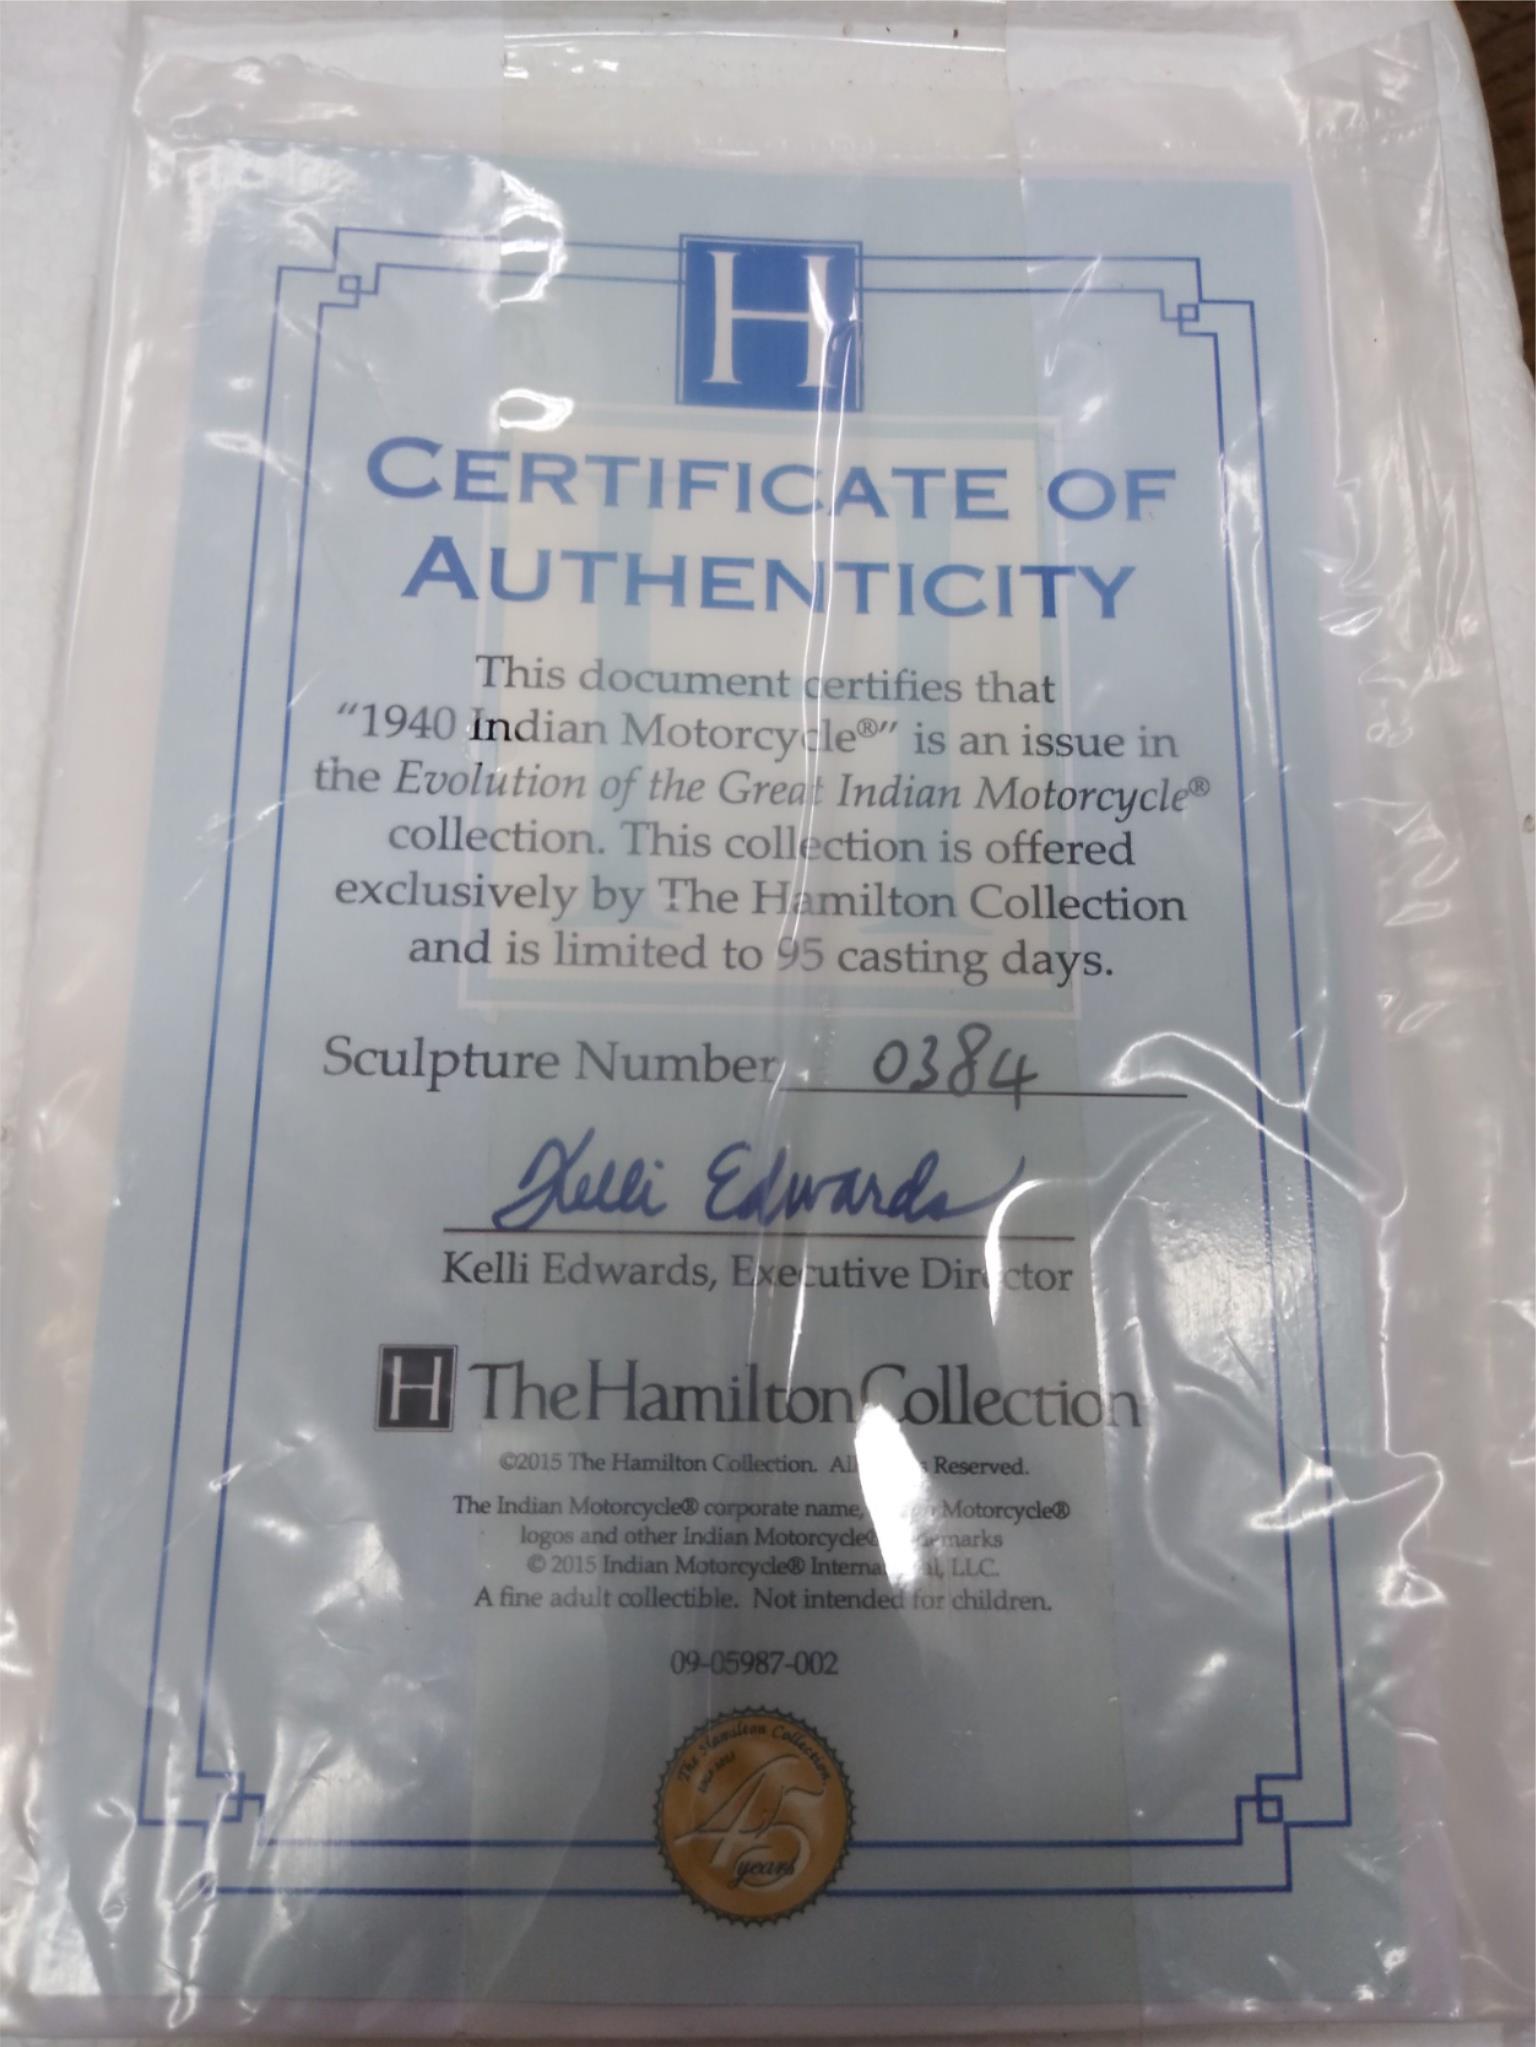 H
CERTIFICATE OF
AUTHENTICITY
This document certifies that
“1940 Indian Motorcycle®” is an issue in
the Evolution of the Great Indian Motorcycle®
collection. This collection is offered
exclusively by The Hamilton Collection
and is limited to 95 casting days.
Sculpture Number 0384
Kelli Edwards
Kelli Edwards, Executive Director
H The Hamilton Collection
©2015 The Hamilton Collection. Reserved.
The Indian Motorcycle® corporate name, Motorcycle®
logos and other Indian Motorcycle®
© 2015 Indian Motorcycle® International, LLC.
A fine adult collectible. Not intended for children.
09-05987-002
The Hamilton Collection
45
years